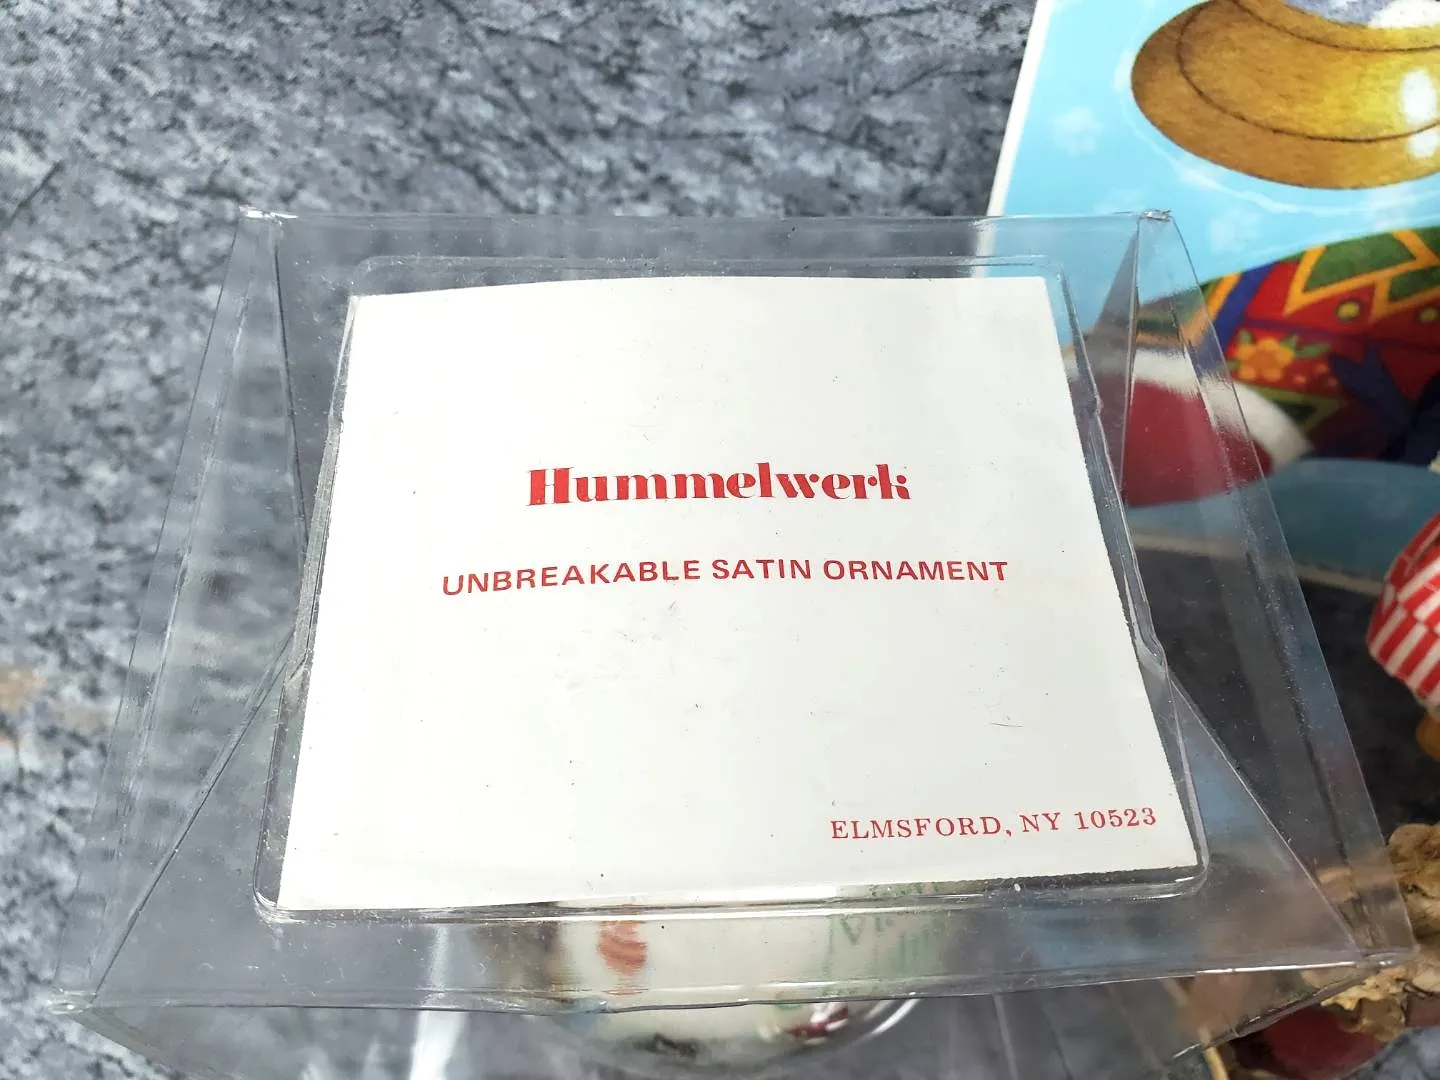 Hummelwerk
UNBREAKABLE SATIN ORNAMENT
ELMSFORD, NY 10523